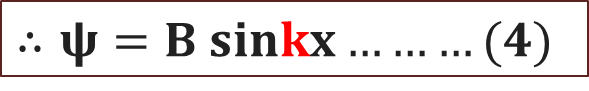 ∴ ψ = B sinkx ... ... ... (4)